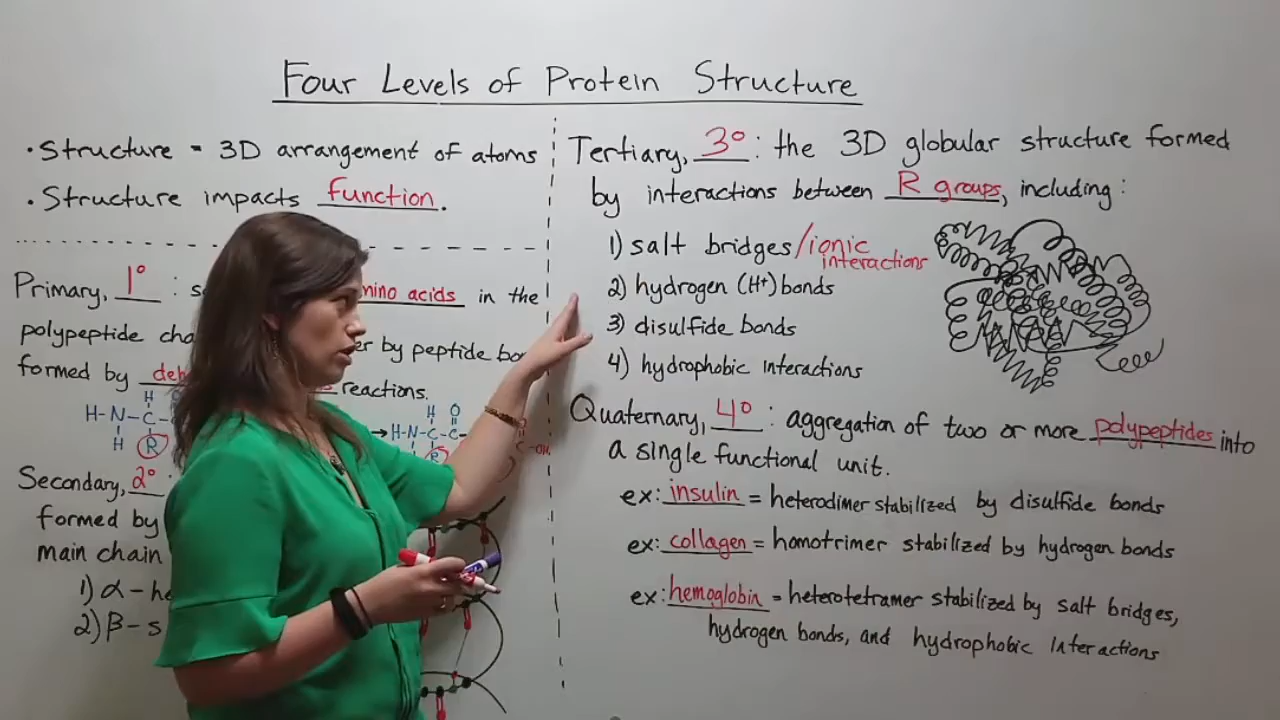 Four Levels of Protein Structure
• Structure = 3D arrangement of atoms
• Structure impacts function.
Primary, 1° : mino acids in the
polypeptide by peptide
formed by reactions.
H H O
H-N-C → H-N-C-C- C-OH
H R R
Secondary, 2° :
formed by
main chain
1) α-
2) β-
Tertiary, 3° : the 3D globular structure formed
by interactions between R groups, including:
1) salt bridges/ionic
interactions
2) hydrogen (H+) bonds
3) disulfide bonds
4) hydrophobic interactions
Quaternary, 4° : aggregation of two or more polypeptides into
a single functional unit.
ex: insulin = heterodimer stabilized by disulfide bonds
ex: collagen = homotrimer stabilized by hydrogen bonds
ex: hemoglobin = heterotetramer stabilized by salt bridges,
hydrogen bonds, and hydrophobic interactions